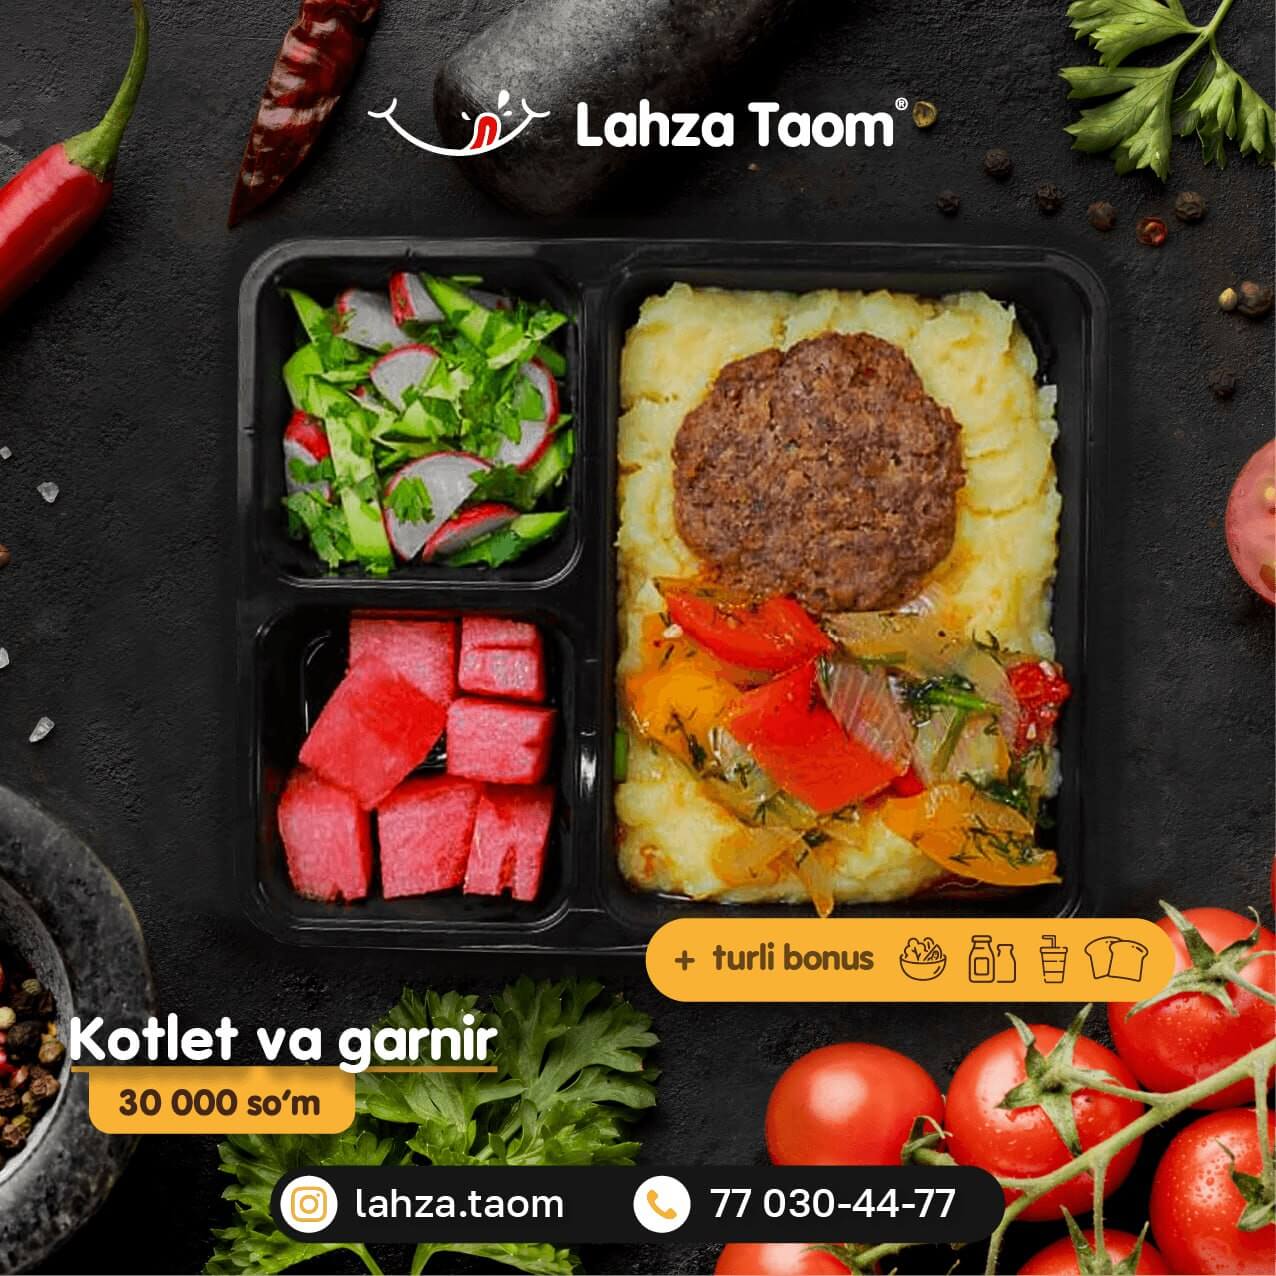 Lahza Taom®
+ turli bonus
Kotlet va garnir
30 000 so‘m
lahza.taom
77 030-44-77